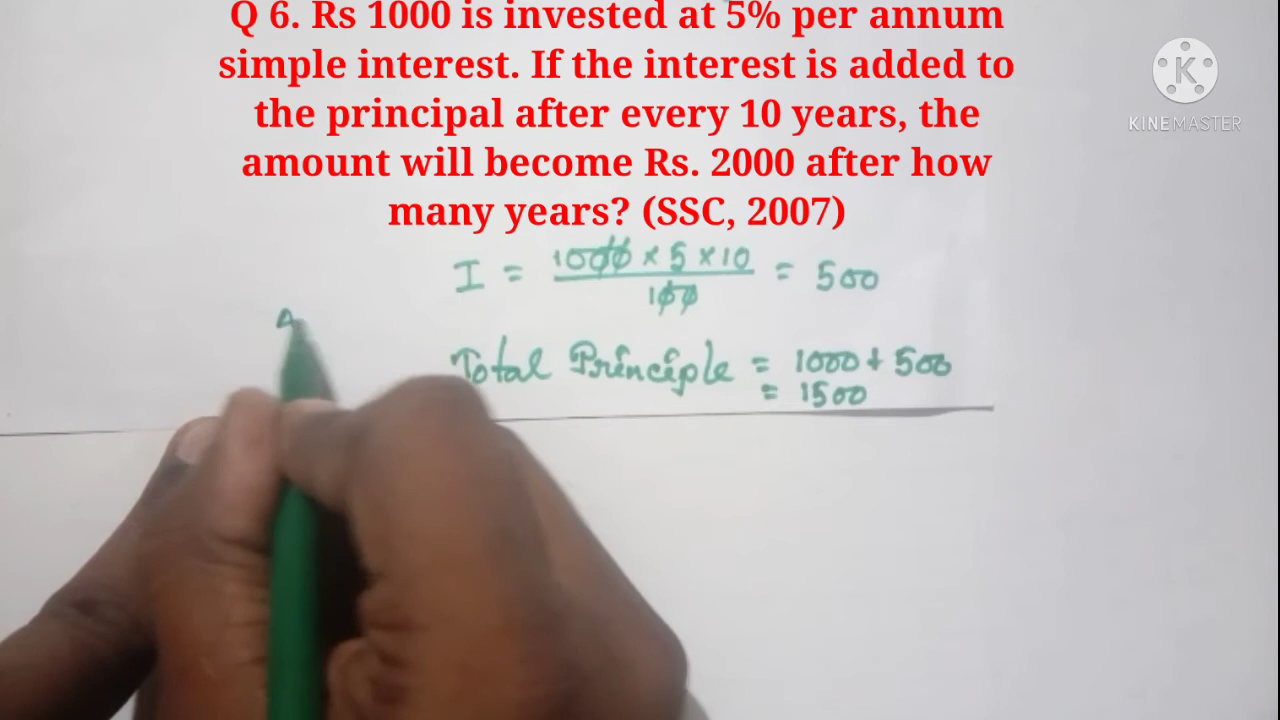 Q 6. Rs 1000 is invested at 5% per annum
simple interest. If the interest is added to
the principal after every 10 years, the
amount will become Rs. 2000 after how
many years? (SSC, 2007)
KINEMASTER
I = 1000 × 5 × 10 / 100 = 500
Total Principle = 1000 + 500
= 1500